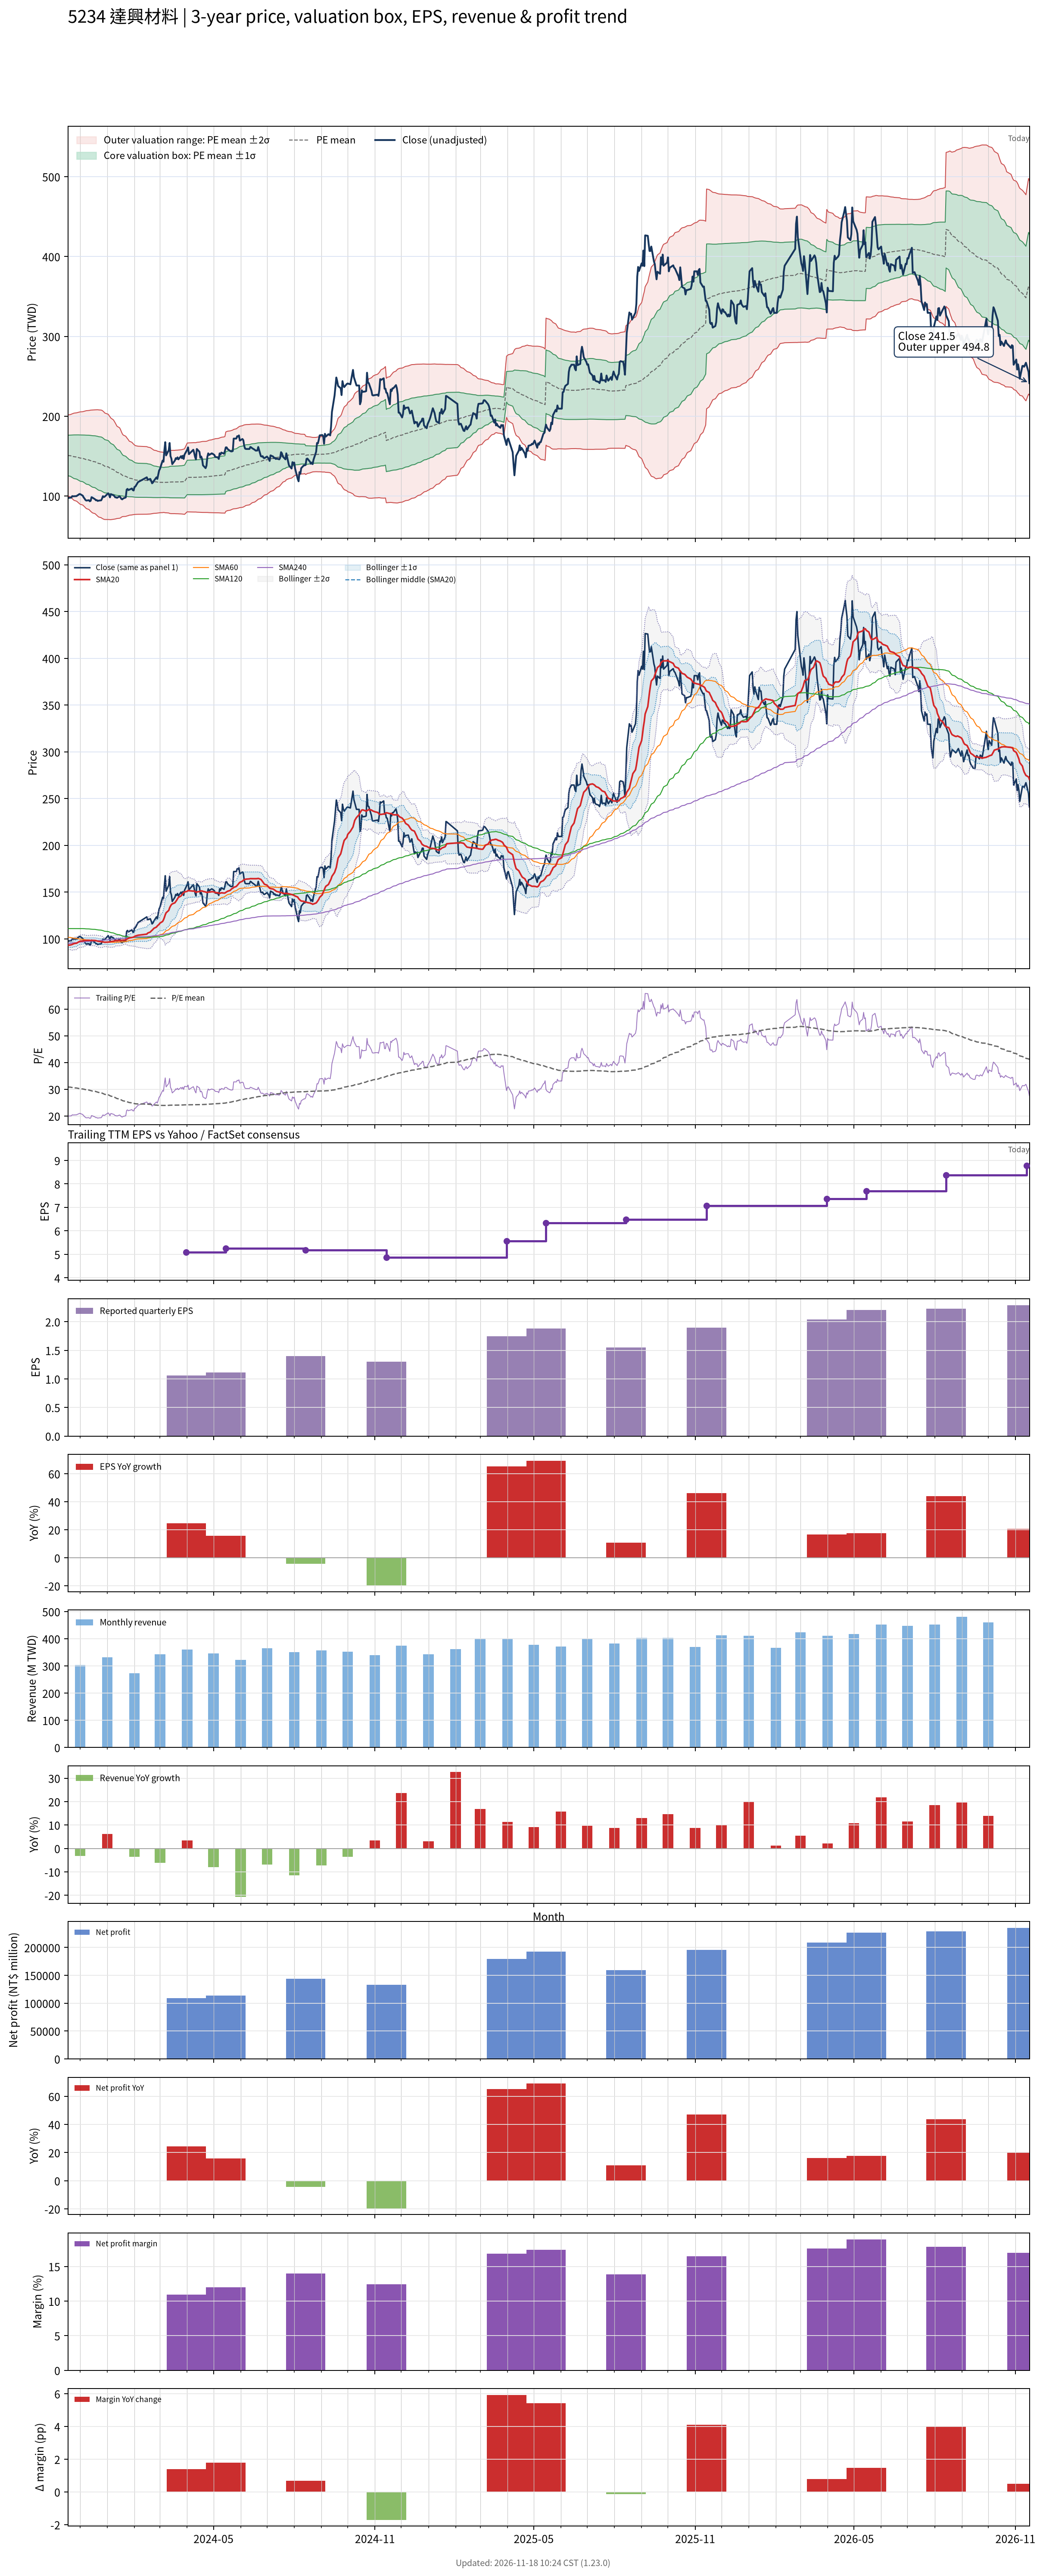 5234 達興材料 | 3-year price, valuation box, EPS, revenue & profit trend
Outer valuation range: PE mean ±2σ
Core valuation box: PE mean ±1σ
PE mean
Close (unadjusted)
Today
500
400
300
200
100
Price (TWD)
Close 241.5
Outer upper 494.8
Close (same as panel 1)
SMA20
SMA60
SMA120
SMA240
Bollinger ±2σ
Bollinger ±1σ
Bollinger middle (SMA20)
500
450
400
350
300
250
200
150
100
Price
Trailing P/E
P/E mean
60
50
40
30
20
P/E
Trailing TTM EPS vs Yahoo / FactSet consensus
Today
9
8
7
6
5
4
EPS
Reported quarterly EPS
2.0
1.5
1.0
0.5
0.0
EPS
EPS YoY growth
60
40
20
0
-20
YoY (%)
Monthly revenue
500
400
300
200
100
0
Revenue (M TWD)
Revenue YoY growth
30
20
10
0
-10
-20
YoY (%)
Month
Net profit
200000
150000
100000
50000
0
Net profit (NT$ million)
Net profit YoY
60
40
20
0
-20
YoY (%)
Net profit margin
15
10
5
0
Margin (%)
Margin YoY change
6
4
2
0
-2
Δ margin (pp)
2024-05
2024-11
2025-05
2025-11
2026-05
2026-11
Updated: 2026-11-18 10:24 CST (1.23.0)